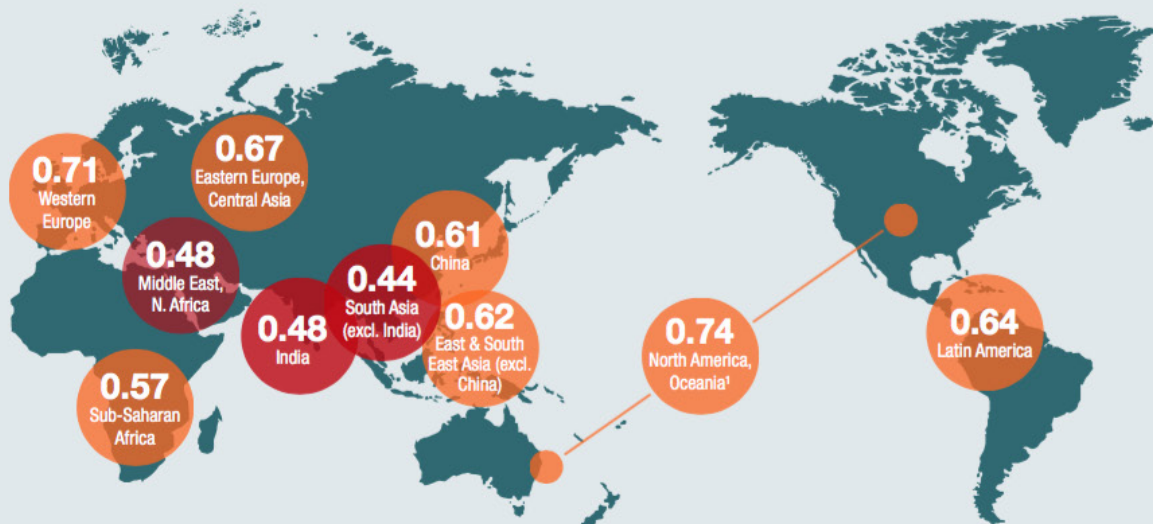 0.71
Western
Europe
0.67
Eastern Europe,
Central Asia
0.48
Middle East,
N. Africa
0.57
Sub-Saharan
Africa
0.48
India
0.44
South Asia
(excl. India)
0.61
China
0.62
East & South
East Asia (excl.
China)
0.74
North America,
Oceania¹
0.64
Latin America